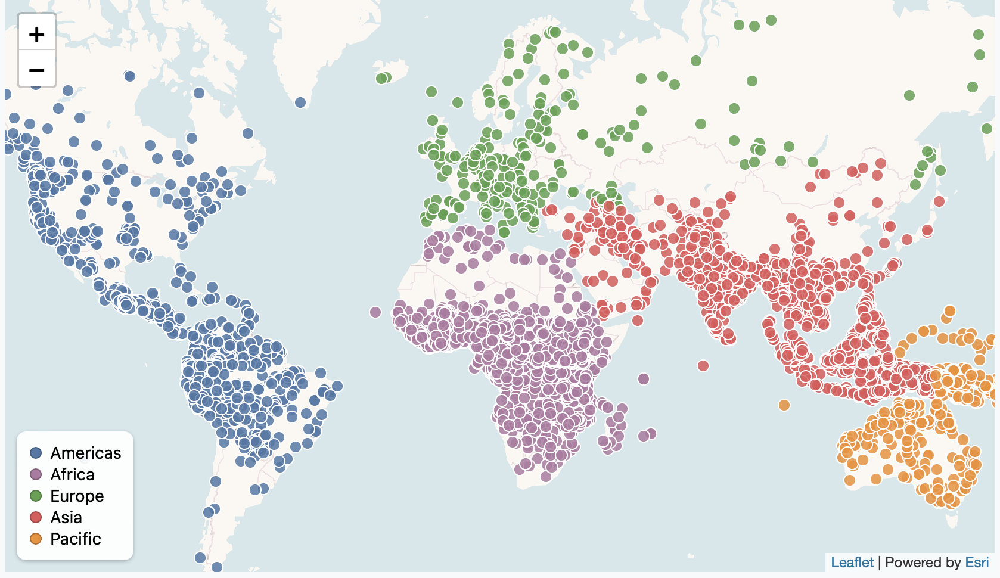 +
−
Americas
Africa
Europe
Asia
Pacific
Leaflet | Powered by Esri